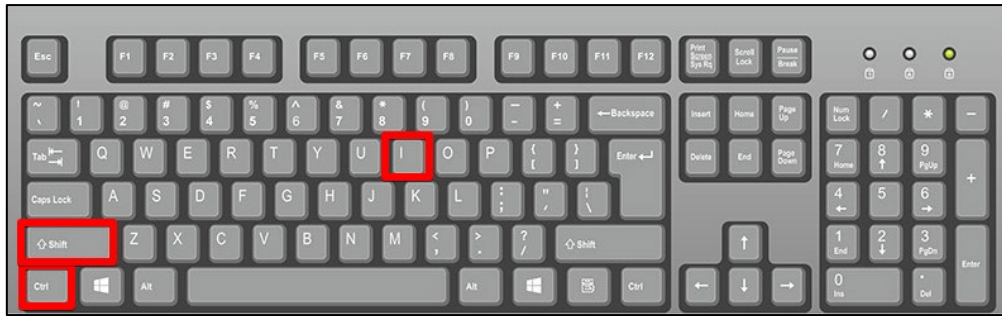 Esc F1 F2 F3 F4 F5 F6 F7 F8 F9 F10 F11 F12 Print Screen Sys Rq Scroll Lock Pause Break
~ ` ! 1 @ 2 # 3 $ 4 % 5 ^ 6 & 7 * 8 ( 9 ) 0 — - + = ←Backspace Insert Home Page Up Num Lock / * −
Tab Q W E R T Y U I O P { [ } ] Enter Delete End Page Down 7 Home 8 ↑ 9 PgUp +
Caps Lock A S D F G H J K L : ; " , | \ 4 ← 5 6 →
⇧ Shift Z X C V B N M < , > . ? / ⇧ Shift ↑ 1 End 2 ↓ 3 PgDn Enter
Ctrl Alt Alt Ctrl ← ↓ → 0 Ins . Del